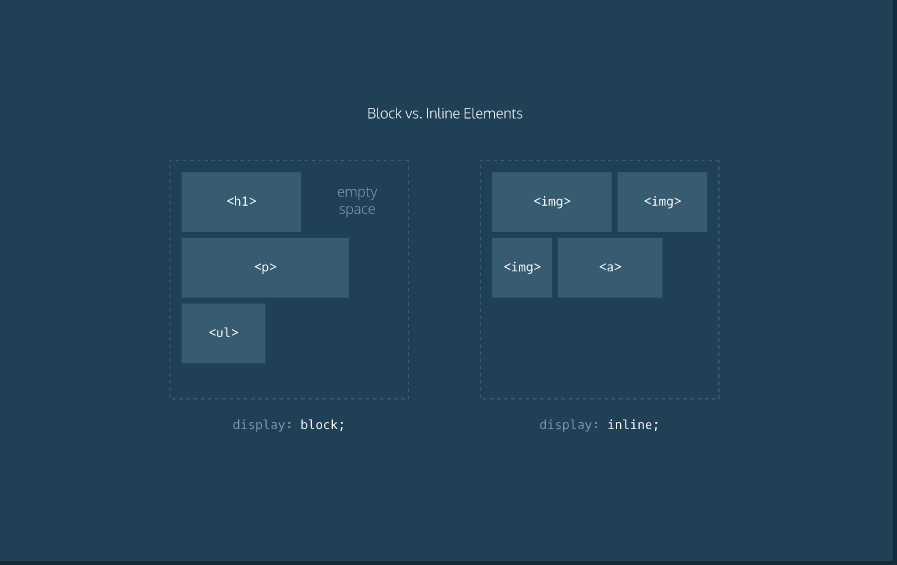 Block vs. Inline Elements
<h1>
empty
space
<p>
<ul>
display: block;
<img> <img>
<img> <a>
display: inline;